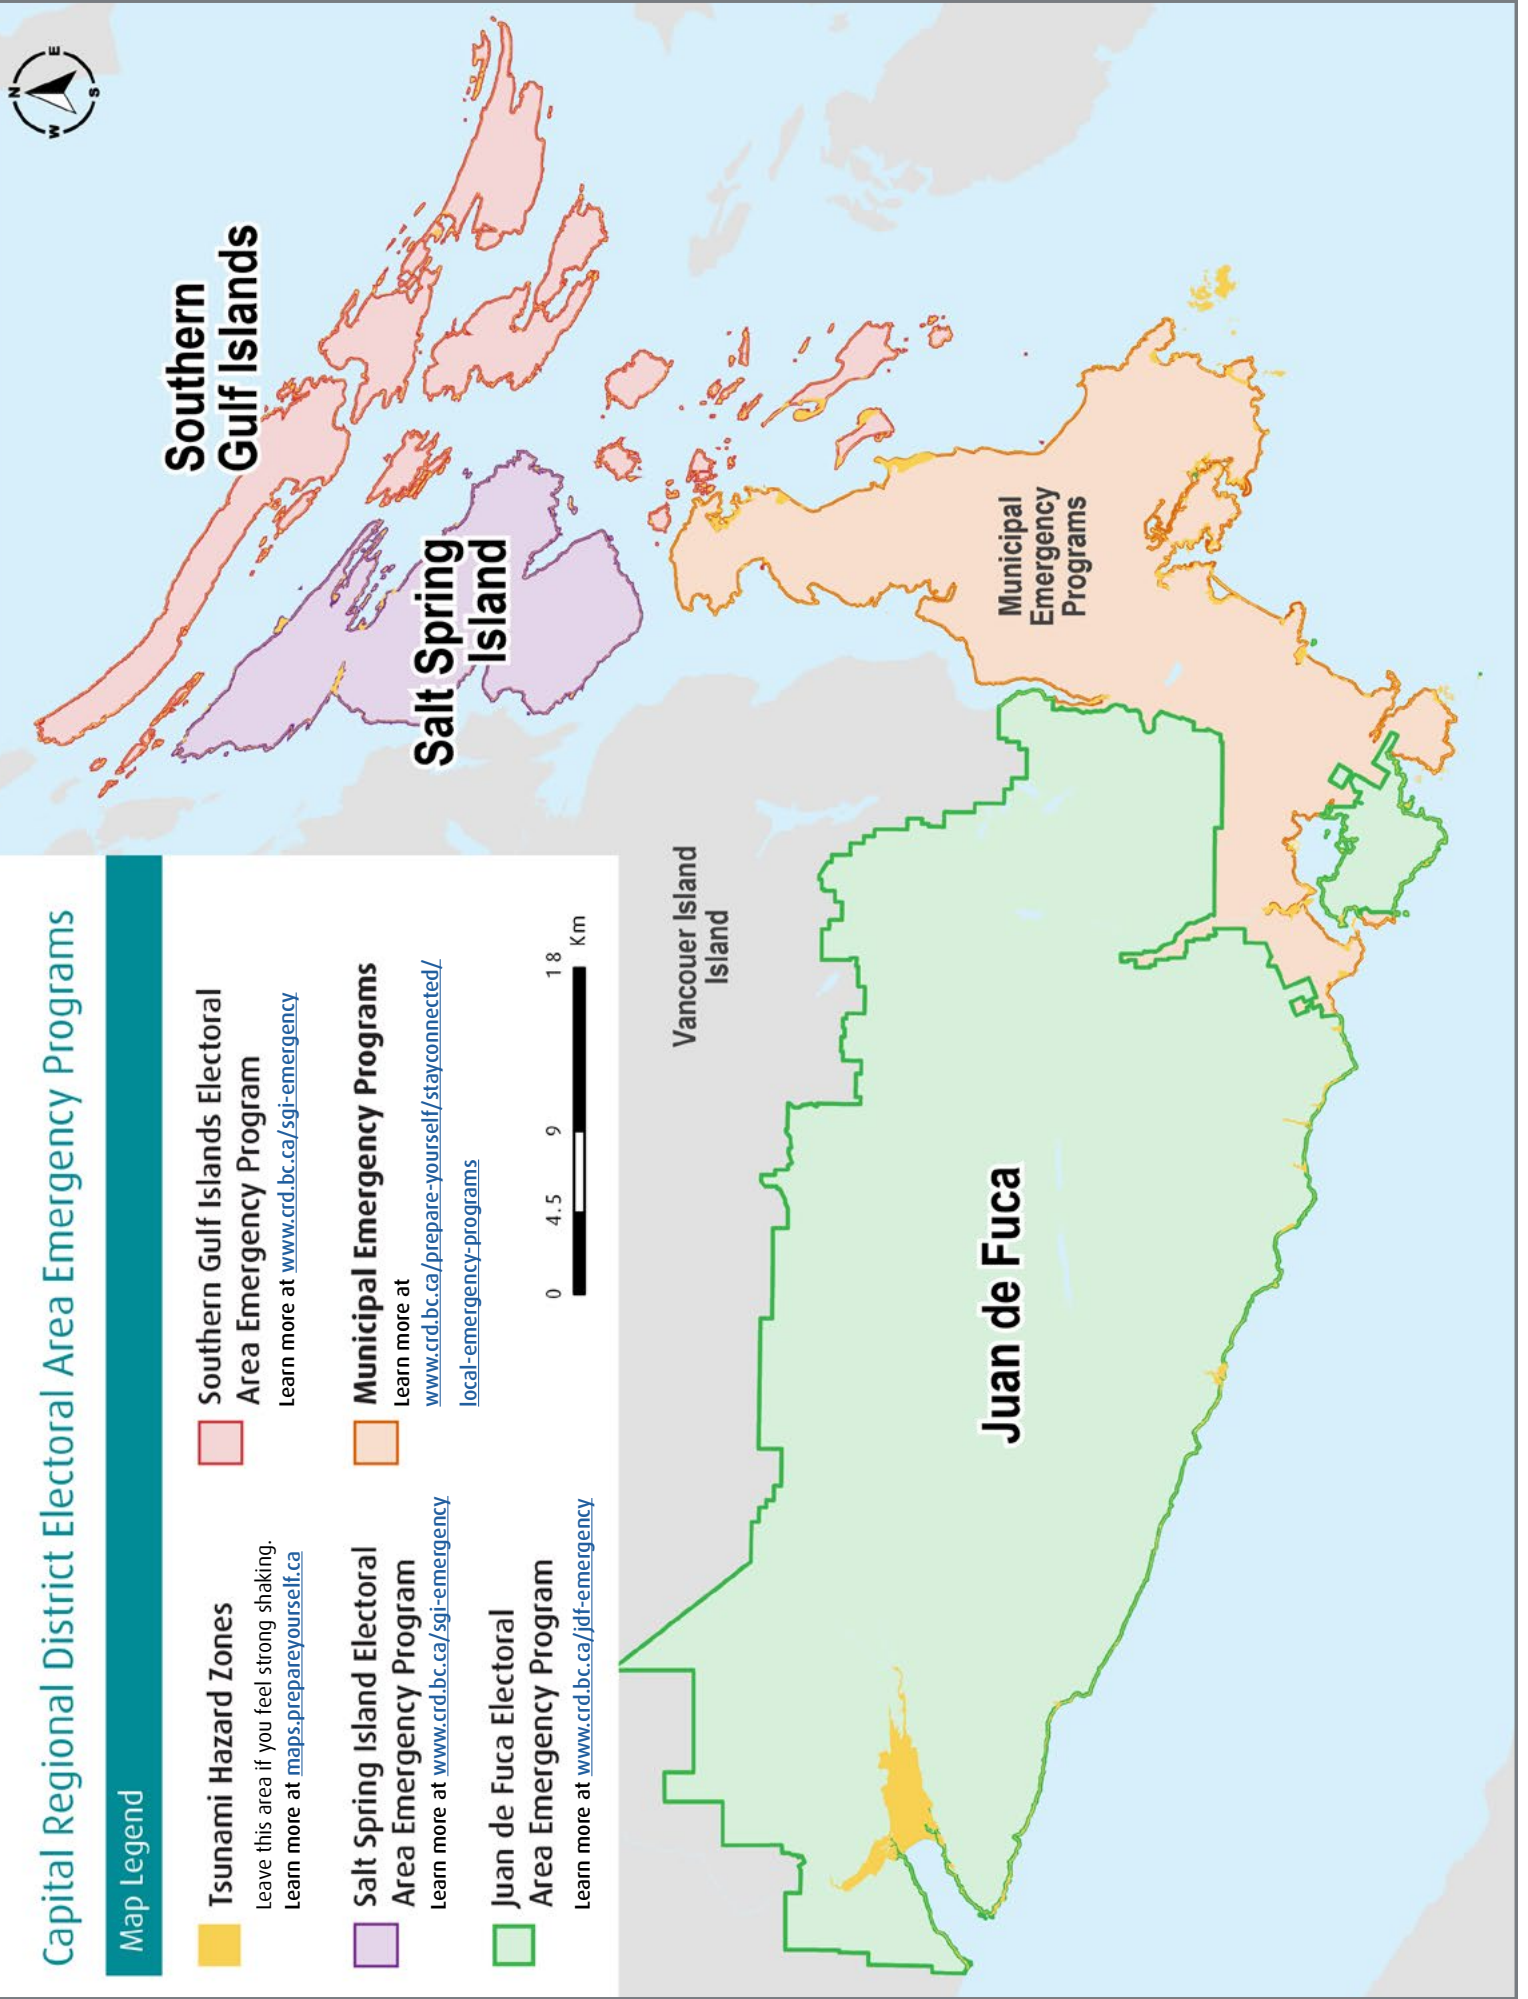 Capital Regional District Electoral Area Emergency Programs
Map Legend
Tsunami Hazard Zones
Leave this area if you feel strong shaking.
Learn more at maps.prepareyourself.ca
Salt Spring Island Electoral
Area Emergency Program
Learn more at www.crd.bc.ca/sgi-emergency
Juan de Fuca Electoral
Area Emergency Program
Learn more at www.crd.bc.ca/jdf-emergency
Southern Gulf Islands Electoral
Area Emergency Program
Learn more at www.crd.bc.ca/sgi-emergency
Municipal Emergency Programs
Learn more at
www.crd.bc.ca/prepare-yourself/stayconnected/
local-emergency-programs
0 4.5 9 18
Km
N
W E
S
Southern
Gulf Islands
Salt Spring
Island
Vancouer Island
Island
Municipal
Emergency
Programs
Juan de Fuca